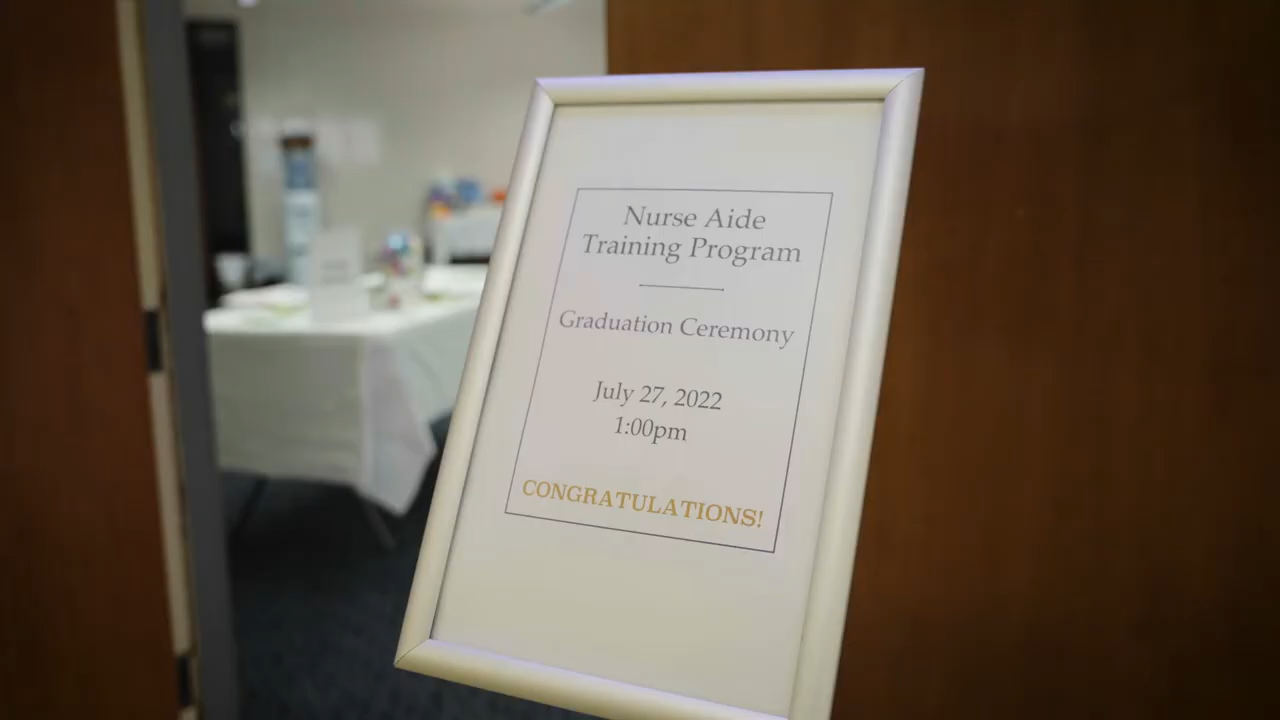 Nurse Aide
Training Program
Graduation Ceremony
July 27, 2022
1:00pm
CONGRATULATIONS!